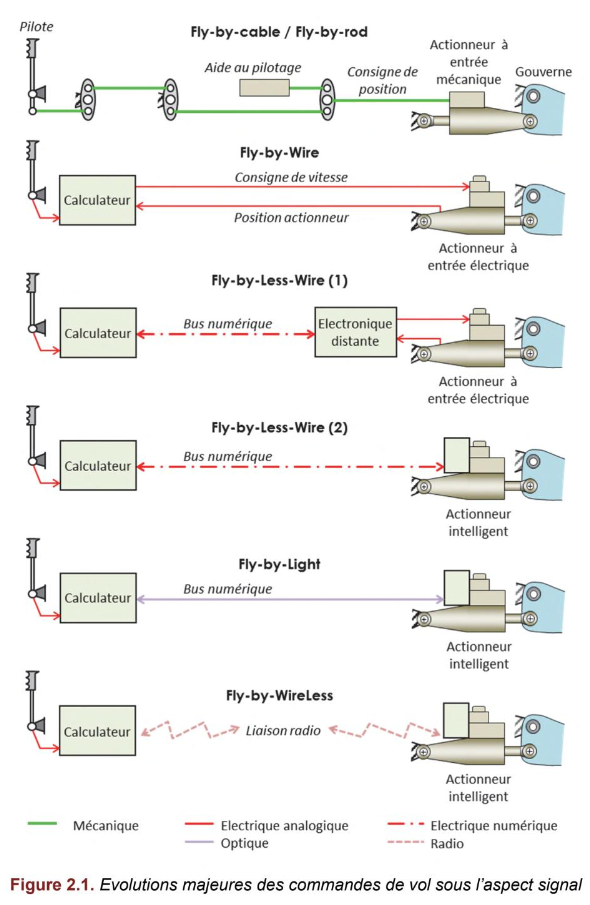 Pilote
Fly-by-cable / Fly-by-rod
Aide au pilotage
Consigne de
position
Actionneur à
entrée
mécanique
Gouverne
Fly-by-Wire
Calculateur
Consigne de vitesse
Position actionneur
Actionneur à
entrée électrique
Fly-by-Less-Wire (1)
Calculateur
Bus numérique
Electronique
distante
Actionneur à
entrée électrique
Fly-by-Less-Wire (2)
Calculateur
Bus numérique
Actionneur
intelligent
Fly-by-Light
Calculateur
Bus numérique
Actionneur
intelligent
Fly-by-WireLess
Calculateur
Liaison radio
Actionneur
intelligent
Mécanique
Electrique analogique
Electrique numérique
Optique
Radio
Figure 2.1. Evolutions majeures des commandes de vol sous l'aspect signal